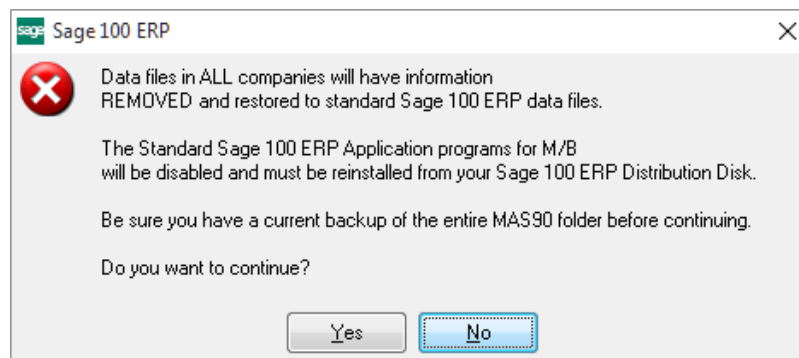 sage Sage 100 ERP
Data files in ALL companies will have information
REMOVED and restored to standard Sage 100 ERP data files.
The Standard Sage 100 ERP Application programs for M/B
will be disabled and must be reinstalled from your Sage 100 ERP Distribution Disk.
Be sure you have a current backup of the entire MAS90 folder before continuing.
Do you want to continue?
Yes No